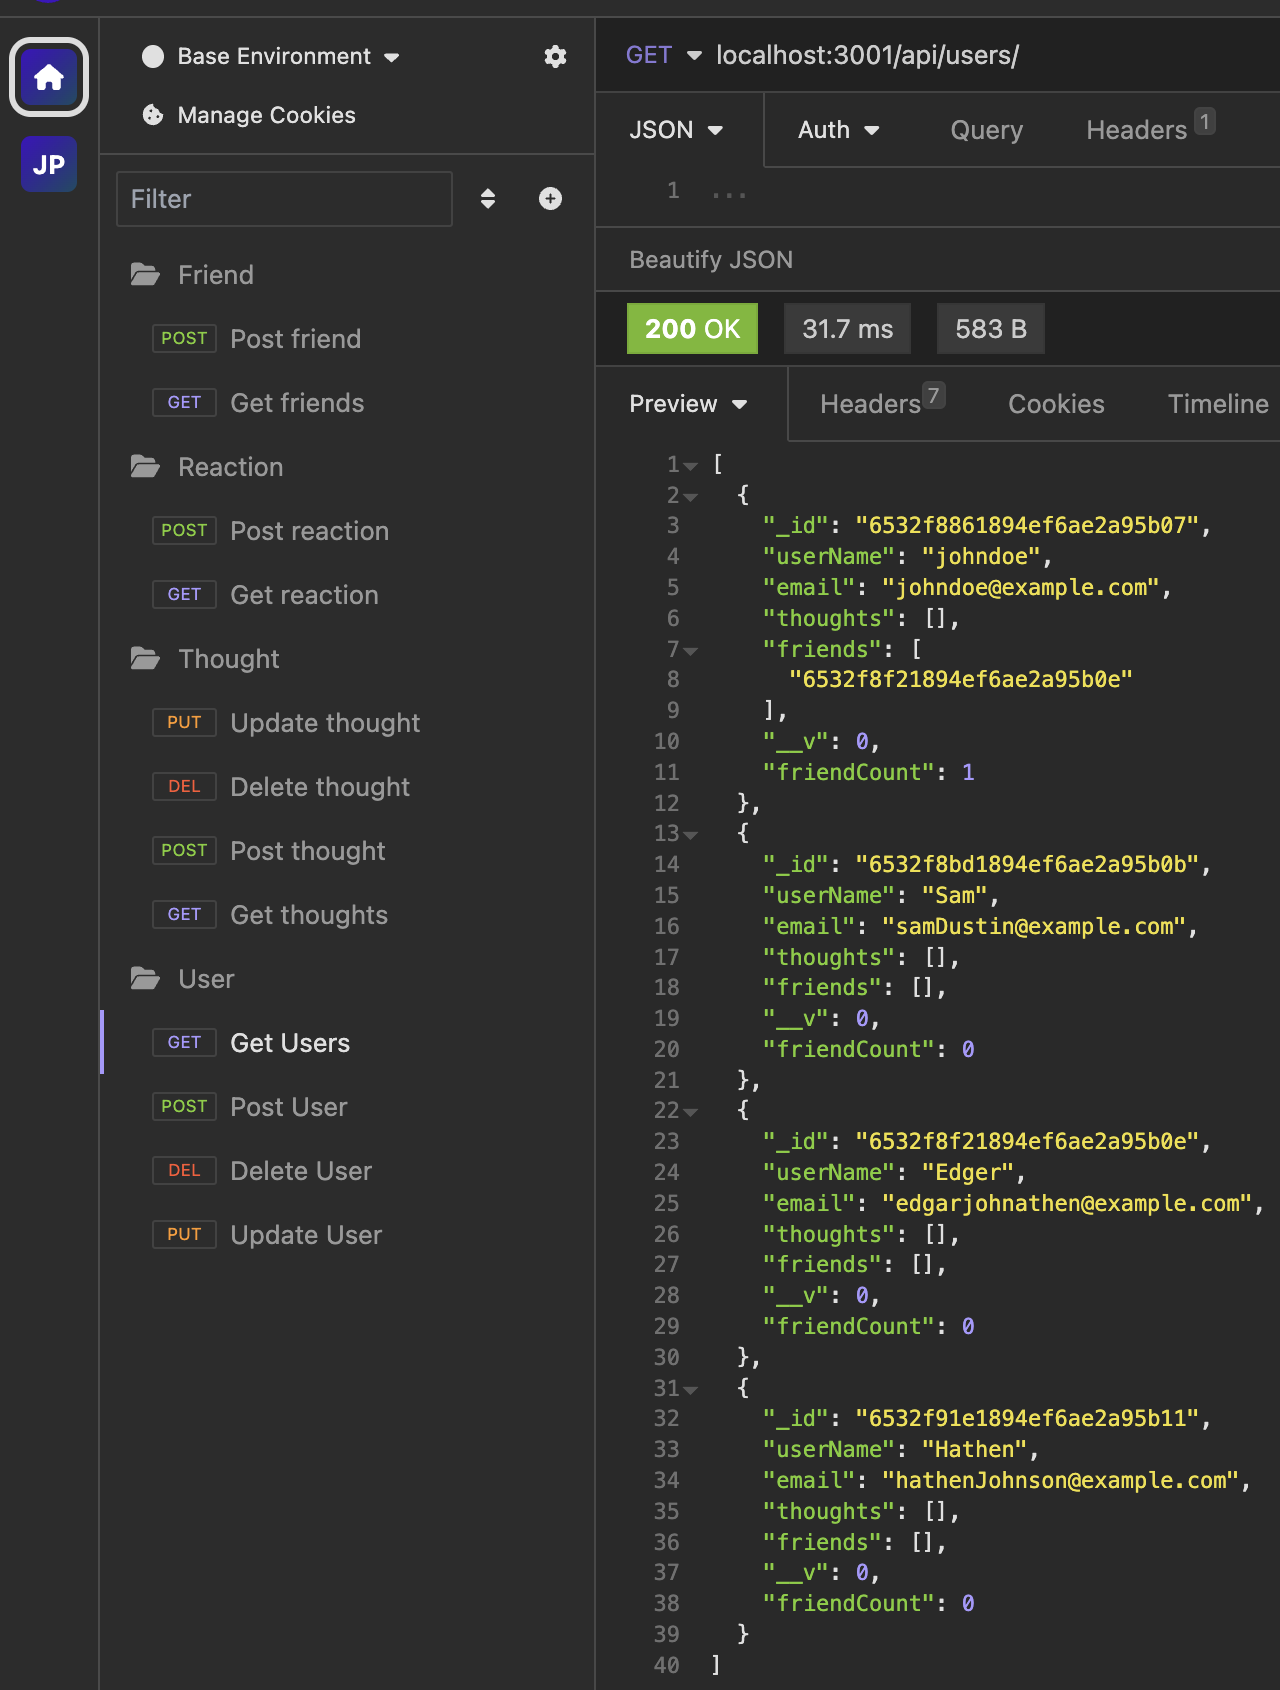 Base Environment
Manage Cookies
JP
Filter
Friend
POST Post friend
GET Get friends
Reaction
POST Post reaction
GET Get reaction
Thought
PUT Update thought
DEL Delete thought
POST Post thought
GET Get thoughts
User
GET Get Users
POST Post User
DEL Delete User
PUT Update User
GET localhost:3001/api/users/
JSON Auth Query Headers 1
1 ...
Beautify JSON
200 OK 31.7 ms 583 B
Preview Headers 7 Cookies Timeline
1 [
2 {
3 "_id": "6532f8861894ef6ae2a95b07",
4 "userName": "johndoe",
5 "email": "johndoe@example.com",
6 "thoughts": [],
7 "friends": [
8 "6532f8f21894ef6ae2a95b0e"
9 ],
10 "__v": 0,
11 "friendCount": 1
12 },
13 {
14 "_id": "6532f8bd1894ef6ae2a95b0b",
15 "userName": "Sam",
16 "email": "samDustin@example.com",
17 "thoughts": [],
18 "friends": [],
19 "__v": 0,
20 "friendCount": 0
21 },
22 {
23 "_id": "6532f8f21894ef6ae2a95b0e",
24 "userName": "Edger",
25 "email": "edgarjohnathen@example.com",
26 "thoughts": [],
27 "friends": [],
28 "__v": 0,
29 "friendCount": 0
30 },
31 {
32 "_id": "6532f91e1894ef6ae2a95b11",
33 "userName": "Hathen",
34 "email": "hathenJohnson@example.com",
35 "thoughts": [],
36 "friends": [],
37 "__v": 0,
38 "friendCount": 0
39 }
40 ]